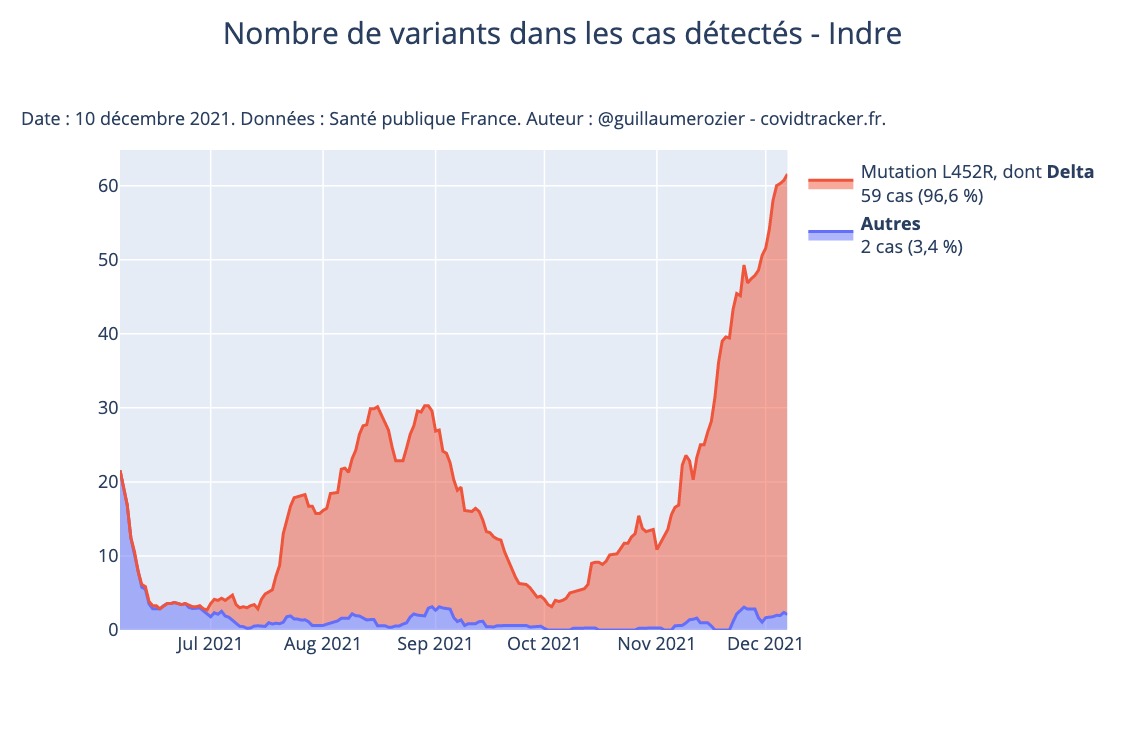 Nombre de variants dans les cas détectés - Indre
Date : 10 décembre 2021. Données : Santé publique France. Auteur : @guillaumerozier - covidtracker.fr.
Mutation L452R, dont Delta
59 cas (96,6 %)
Autres
2 cas (3,4 %)
60
50
40
30
20
10
0
Jul 2021
Aug 2021
Sep 2021
Oct 2021
Nov 2021
Dec 2021